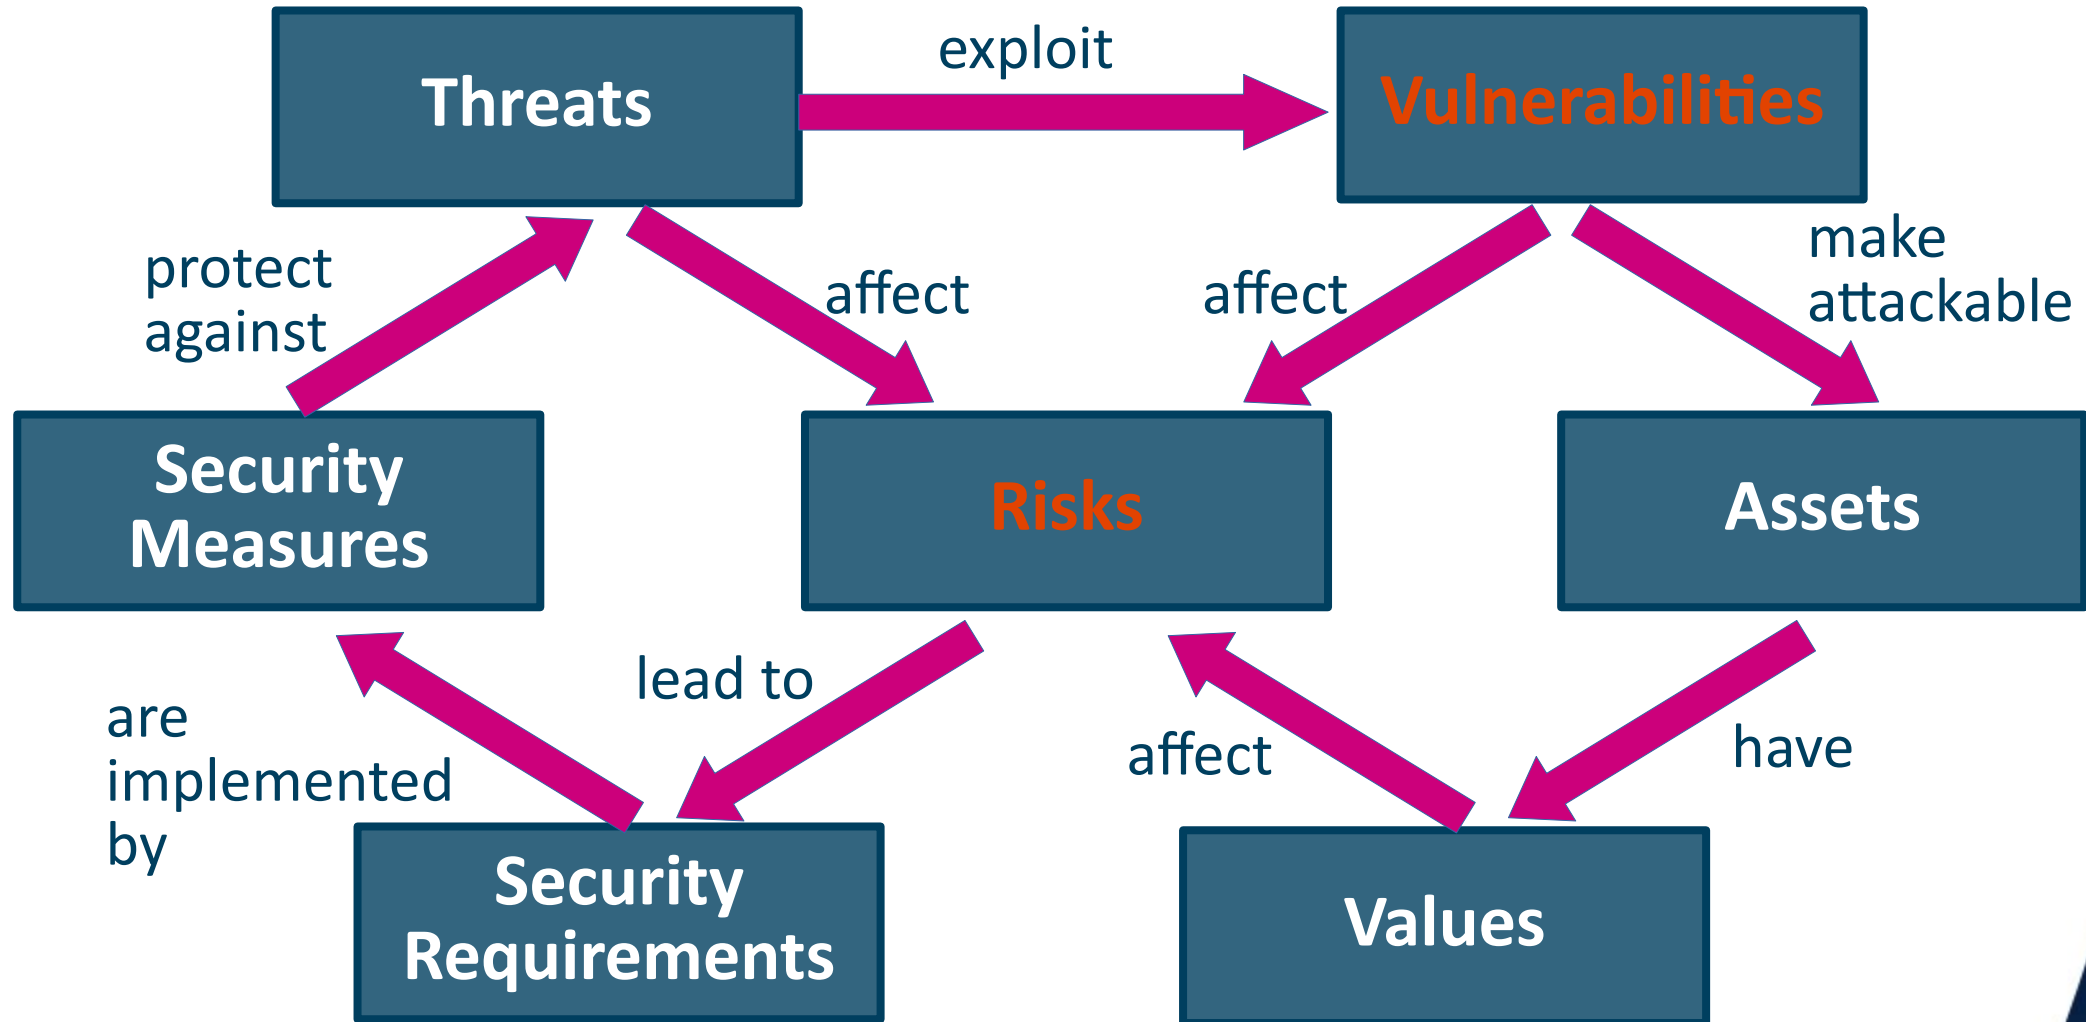 Threats
exploit
Vulnerabilities
protect
against
affect
affect
make
attackable
Security
Measures
Risks
Assets
are
implemented
by
lead to
affect
have
Security
Requirements
Values